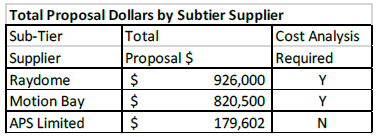 Total Proposal Dollars by Subtier Supplier
Sub-Tier Total Cost Analysis
Supplier Proposal $ Required
Raydome $ 926,000 Y
Motion Bay $ 820,500 Y
APS Limited $ 179,602 N